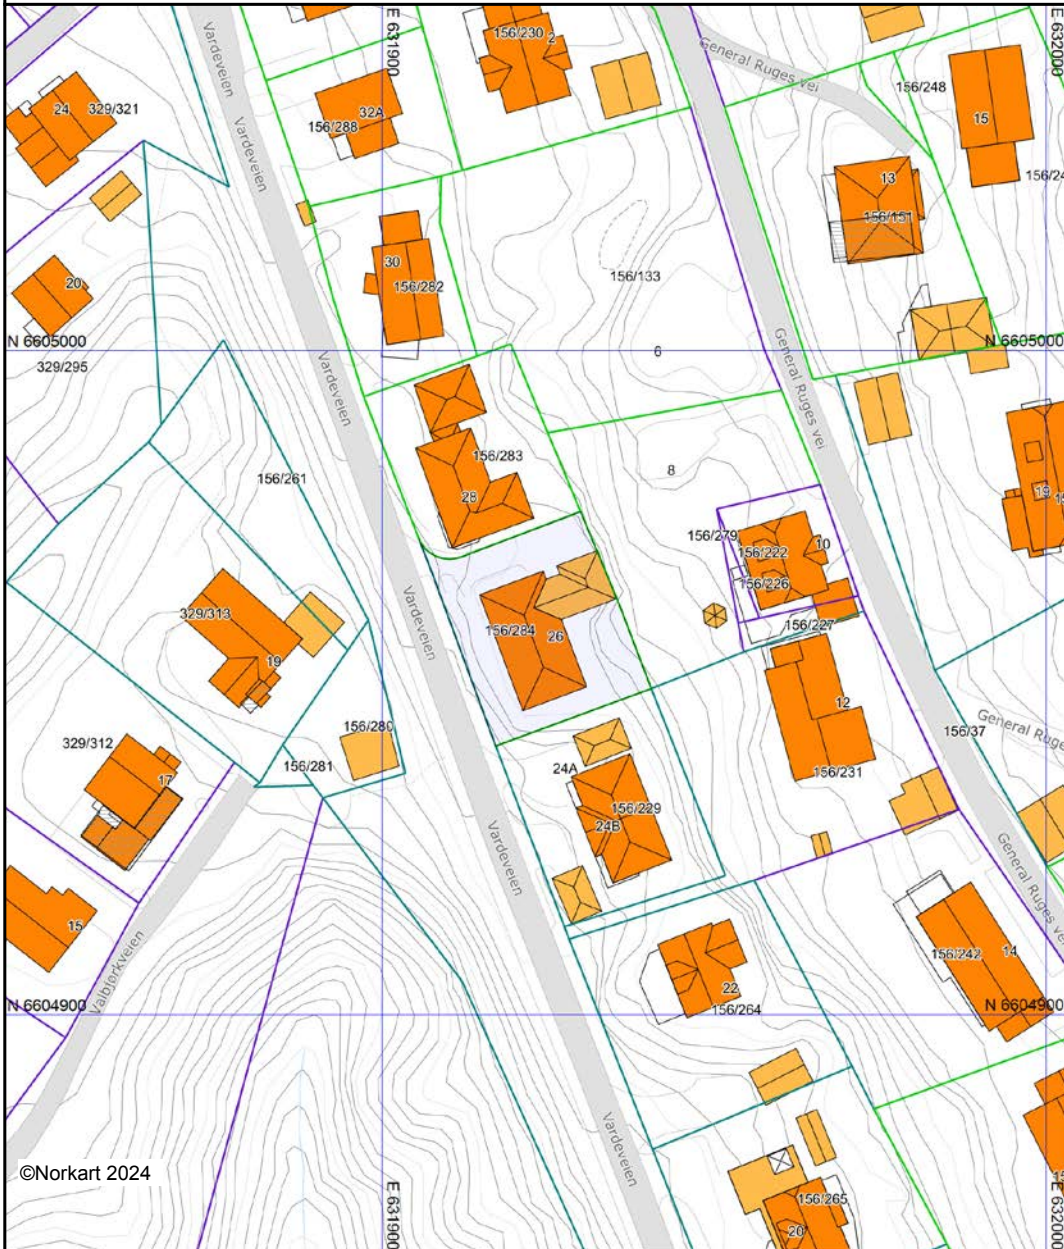 E 631900
E 632000
Vardeveien
156/230
2
General Ruges vei
156/248
24
329/321
Vardeveien
32A
156/288
15
13
156/24
156/151
30
20
156/282
156/133
N 6605000
6
N 6605000
329/295
General Ruges vei
Vardeveien
156/283
8
156/261
28
19
156/279
156/222
10
156/226
Vardeveien
329/313
156/284
26
156/227
19
12
156/280
General Ruge
156/37
329/312
156/281
24A
17
156/231
156/229
24B
Vardeveien
General Ruges ve
15
14
156/242
Valbjørkveien
22
N 6604900
156/264
N 6604900
Vardeveien
©Norkart 2024
E 631900
156/265
20
E 632000